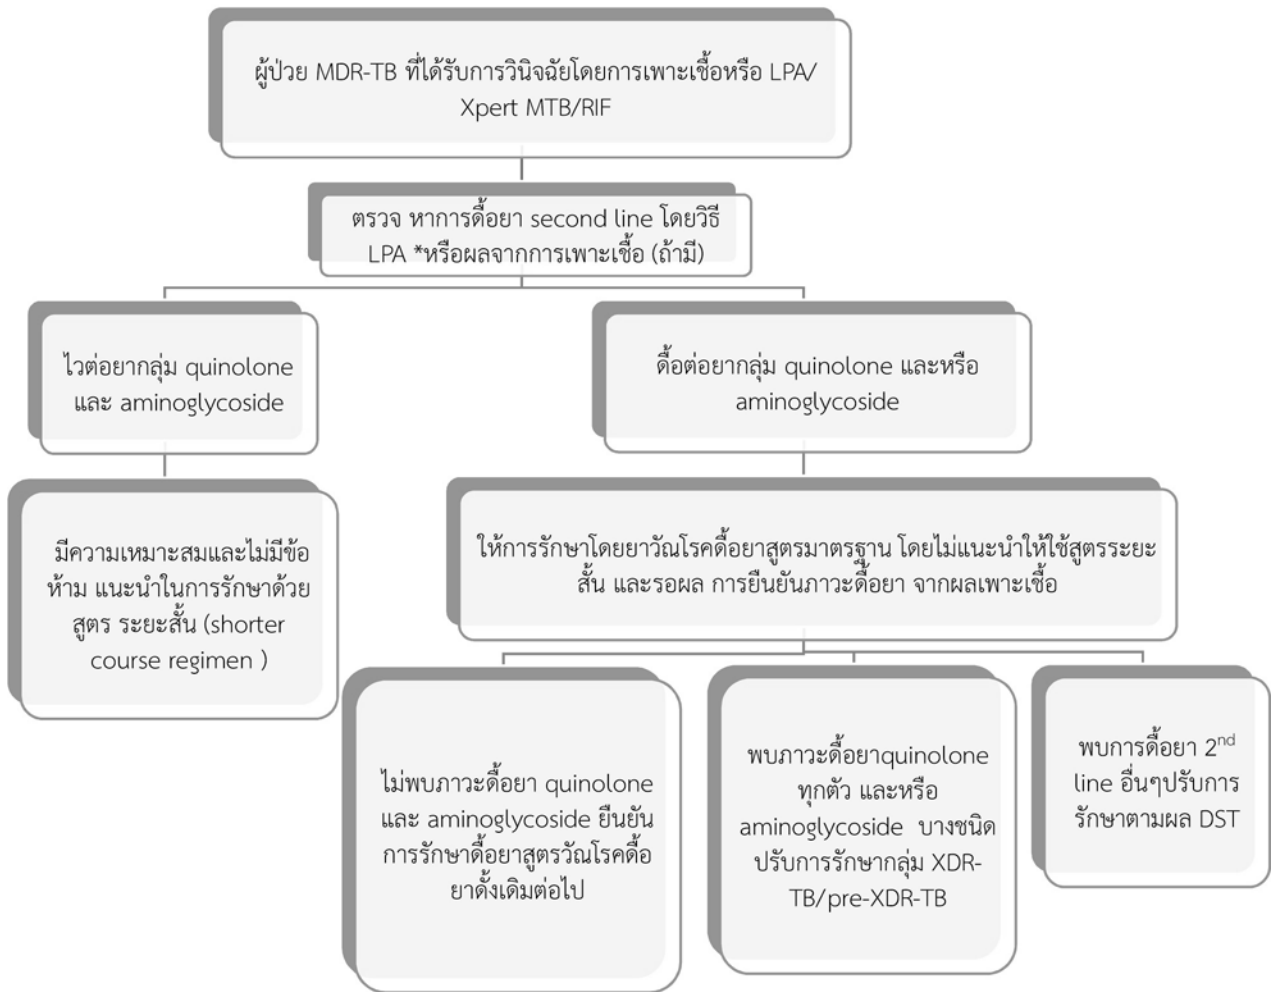 ผู้ป่วย MDR-TB ที่ได้รับการวินิจฉัยโดยการเพาะเชื้อหรือ LPA/
Xpert MTB/RIF
ตรวจ หาการดื้อยา second line โดยวิธี
LPA *หรือผลจากการเพาะเชื้อ (ถ้ามี)
ไวต่อยากลุ่ม quinolone
และ aminoglycoside
ดื้อต่อยากลุ่ม quinolone และหรือ
aminoglycoside
มีความเหมาะสมและไม่มีข้อ
ห้าม แนะนำในการรักษาด้วย
สูตร ระยะสั้น (shorter
course regimen )
ให้การรักษาโดยยาวัณโรคดื้อยาสูตรมาตรฐาน โดยไม่แนะนำให้ใช้สูตรระยะ
สั้น และรอผล การยืนยันภาวะดื้อยา จากผลเพาะเชื้อ
ไม่พบภาวะดื้อยา quinolone
และ aminoglycoside ยืนยัน
การรักษาดื้อยาสูตรวัณโรคดื้อ
ยาดั้งเดิมต่อไป
พบภาวะดื้อยาquinolone
ทุกตัว และหรือ
aminoglycoside บางชนิด
ปรับการรักษากลุ่ม XDR-
TB/pre-XDR-TB
พบการดื้อยา 2nd
line อื่นๆปรับการ
รักษาตามผล DST